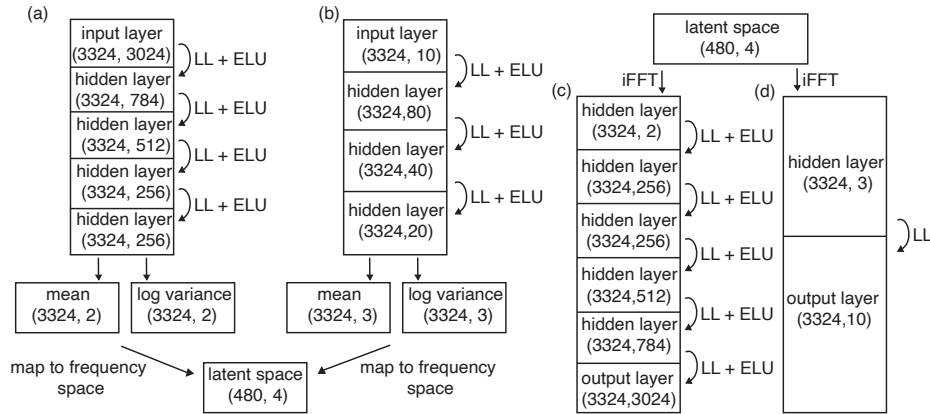 (a)
input layer
(3324, 3024)
LL + ELU
hidden layer
(3324, 784)
LL + ELU
hidden layer
(3324, 512)
LL + ELU
hidden layer
(3324, 256)
LL + ELU
hidden layer
(3324, 256)
mean
(3324, 2)
log variance
(3324, 2)
map to frequency
space
(b)
input layer
(3324, 10)
LL + ELU
hidden layer
(3324,80)
LL + ELU
hidden layer
(3324,40)
LL + ELU
hidden layer
(3324,20)
mean
(3324, 3)
log variance
(3324, 3)
map to frequency
space
latent space
(480, 4)
latent space
(480, 4)
iFFT
iFFT
(c)
hidden layer
(3324, 2)
LL + ELU
hidden layer
(3324,256)
LL + ELU
hidden layer
(3324,256)
LL + ELU
hidden layer
(3324,512)
LL + ELU
hidden layer
(3324,784)
LL + ELU
output layer
(3324,3024)
(d)
hidden layer
(3324, 3)
LL
output layer
(3324,10)